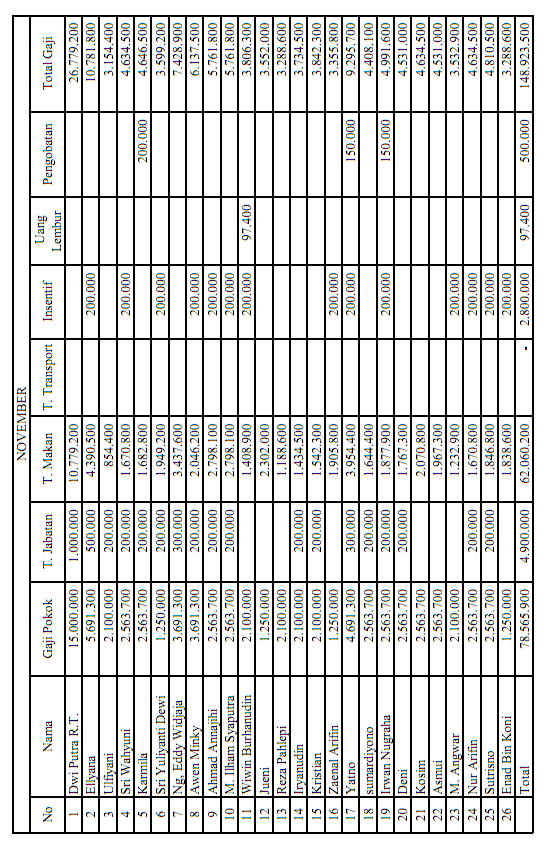 NOVEMBER
No Nama Gaji Pokok T. Jabatan T. Makan T. Transport Insentif Uang Lembur Pengobatan Total Gaji
1 Dwi Putra R.T. 15.000.000 1.000.000 10.779.200 26.779.200
2 Ellyana 5.691.300 500.000 4.390.500 200.000 10.781.800
3 Ulfiyani 2.100.000 200.000 854.400 3.154.400
4 Sri Wahyuni 2.563.700 200.000 1.670.800 200.000 4.634.500
5 Karmila 2.563.700 200.000 1.682.800 200.000 4.646.500
6 Sri Yuliyanti Dewi 1.250.000 200.000 1.949.200 200.000 3.599.200
7 Ng. Eddy Widjaja 3.691.300 300.000 3.437.600 7.428.900
8 Awen Minky 3.691.300 200.000 2.046.200 200.000 6.137.500
9 Ahmad Annajihi 2.563.700 200.000 2.798.100 200.000 5.761.800
10 M. Ilham Syaputra 2.563.700 200.000 2.798.100 200.000 5.761.800
11 Wiwin Burhanudin 2.100.000 1.408.900 200.000 97.400 3.806.300
12 Jueni 1.250.000 2.302.000 3.552.000
13 Reza Pahlepi 2.100.000 1.188.600 3.288.600
14 Iryanudin 2.100.000 200.000 1.434.500 3.734.500
15 Kristian 2.100.000 200.000 1.542.300 3.842.300
16 Zaenal Arifin 1.250.000 1.905.800 200.000 3.355.800
17 Yatno 4.691.300 300.000 3.954.400 200.000 150.000 9.295.700
18 sumardiyono 2.563.700 200.000 1.644.400 4.408.100
19 Irwan Nugraha 2.563.700 200.000 1.877.900 200.000 150.000 4.991.600
20 Deni 2.563.700 200.000 1.767.300 4.531.000
21 Kosim 2.563.700 2.070.800 4.634.500
22 Asmui 2.563.700 1.967.300 4.531.000
23 M. Angwar 2.100.000 1.232.900 200.000 3.532.900
24 Nur Arifin 2.563.700 200.000 1.670.800 200.000 4.634.500
25 Sutrisno 2.563.700 200.000 1.846.800 200.000 4.810.500
26 Enad Bin Koni 1.250.000 1.838.600 200.000 3.288.600
Total 78.565.900 4.900.000 62.060.200 - 2.800.000 97.400 500.000 148.923.500